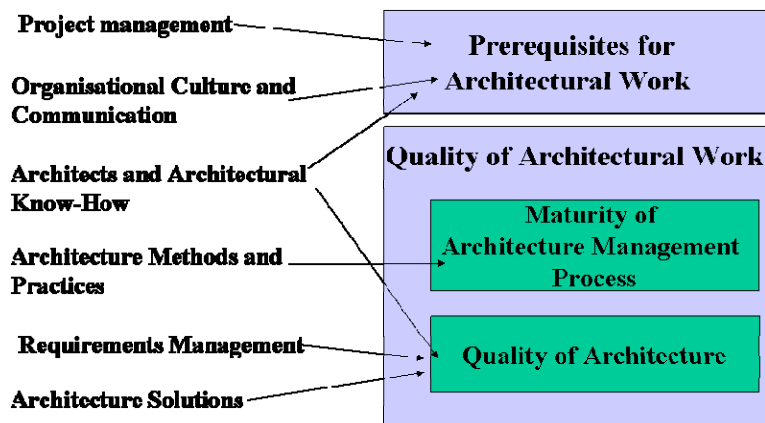 Project management
Organisational Culture and
Communication
Architects and Architectural
Know-How
Architecture Methods and
Practices
Requirements Management
Architecture Solutions
Prerequisites for
Architectural Work
Quality of Architectural Work
Maturity of
Architecture Management
Process
Quality of Architecture